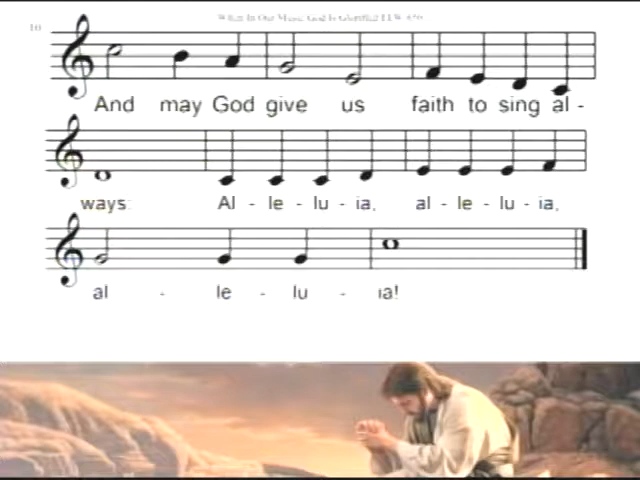 When In Our Music God Is Glorified ELW 850
10
And may God give us faith to sing al -
ways: Al - le - lu - ia, al - le - lu - ia,
al - le - lu - ia!